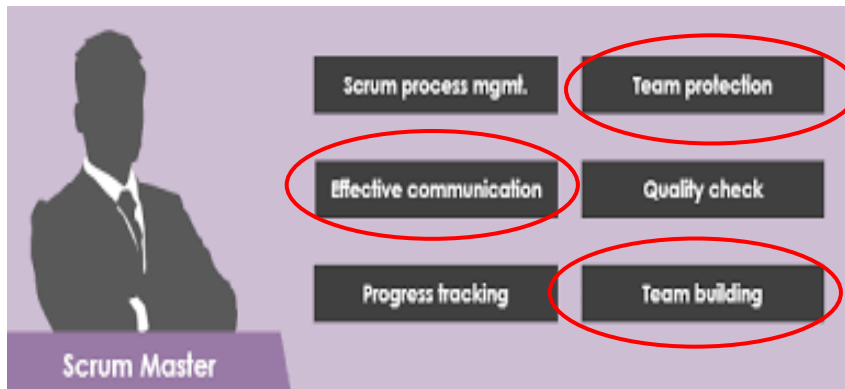 Scrum process mgmt.
Team protection
Effective communication
Quality check
Progress tracking
Team building
Scrum Master